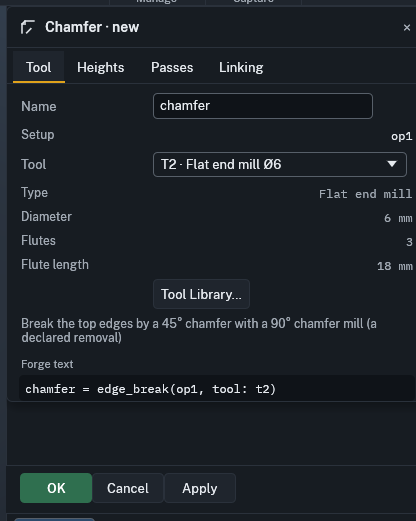 Chamfer · new
×
Tool Heights Passes Linking
Name chamfer
Setup op1
Tool T2 · Flat end mill Ø6
Type Flat end mill
Diameter 6 mm
Flutes 3
Flute length 18 mm
Tool Library...
Break the top edges by a 45° chamfer with a 90° chamfer mill (a
declared removal)
Forge text
chamfer = edge_break(op1, tool: t2)
OK Cancel Apply